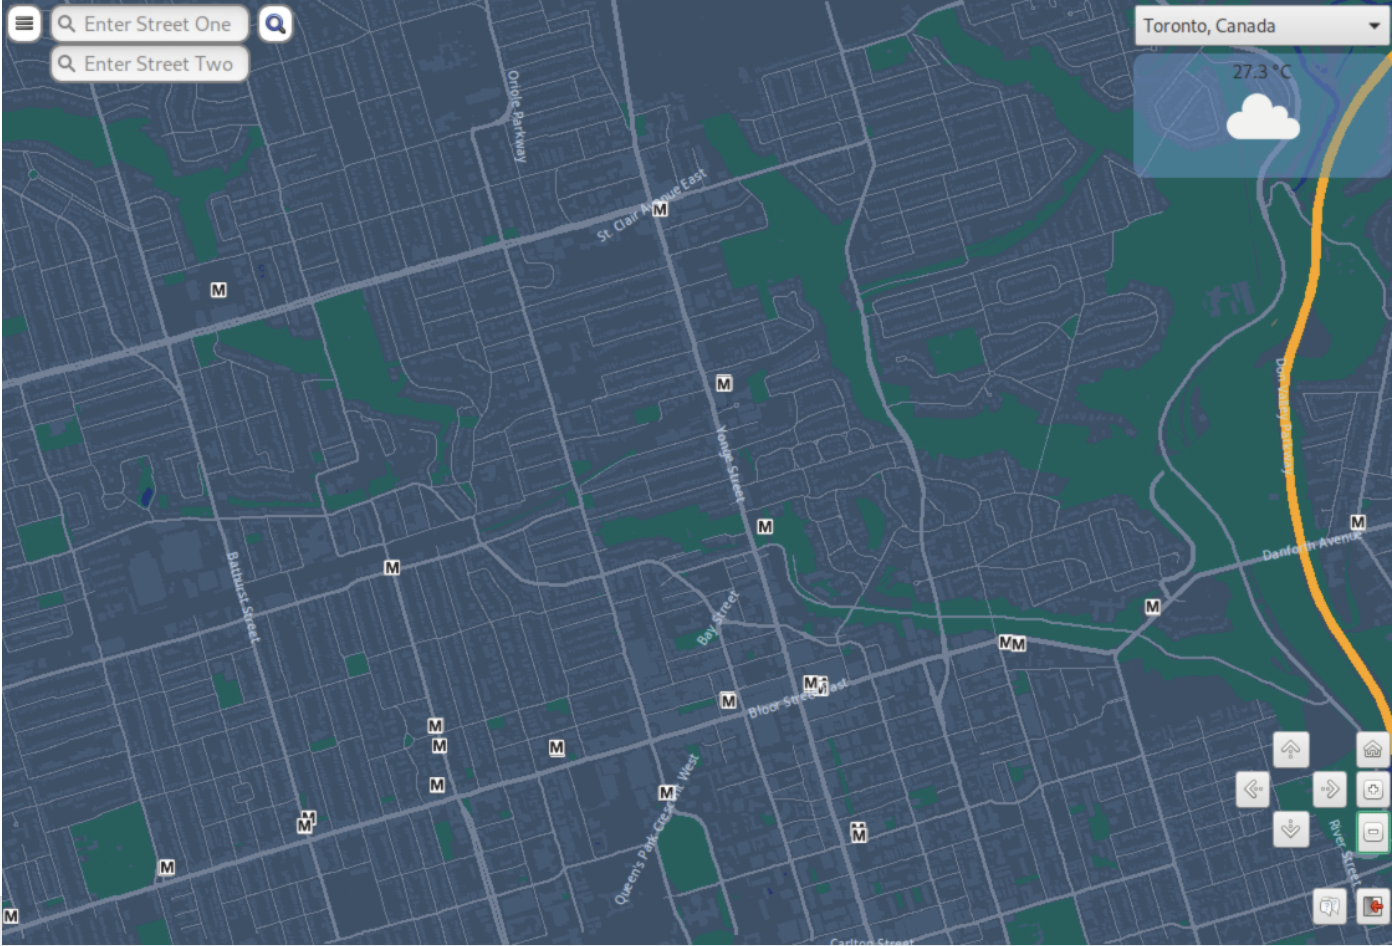 Enter Street One
Toronto, Canada
Enter Street Two
27.3 °C
Oriole Parkway
St. Clair Avenue East
M
M
M
Don Valley Parkway
Yonge Street
M
M
Danforth Avenue
Bathurst Street
M
Bay Street
M
M M
M M
Bloor Street East
M
M
M
M
M
Queen's Park Crescent West
M
M
M
M
M
River Street
M
M
Carlton Street